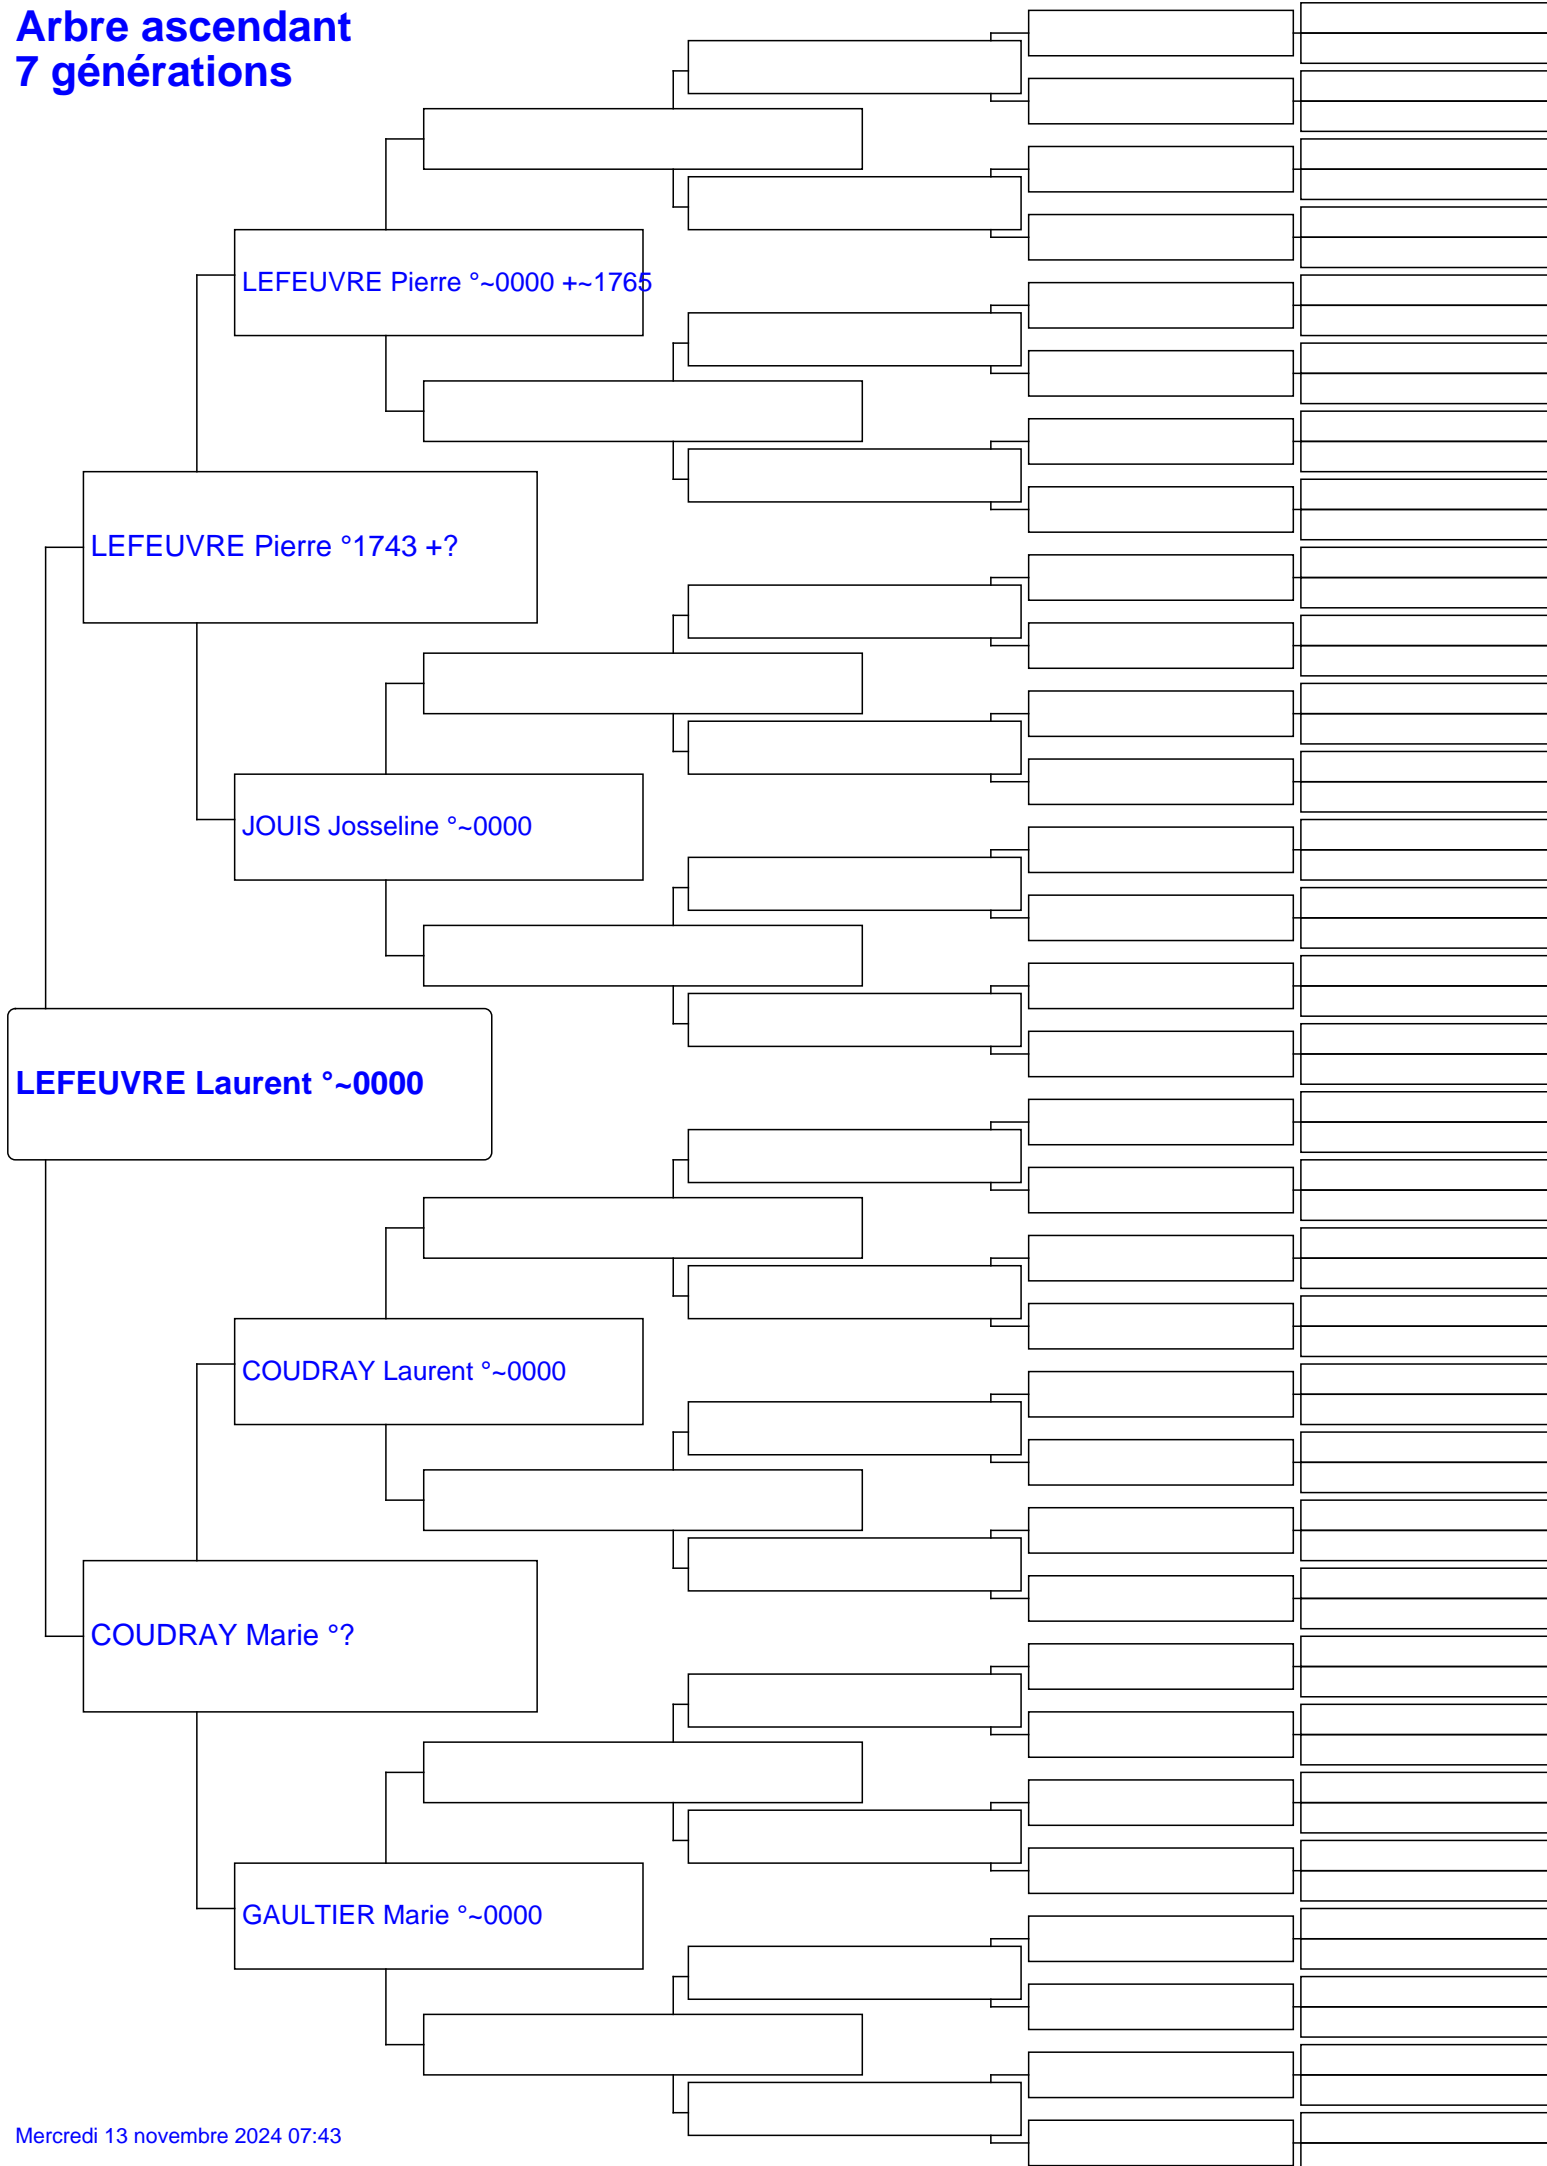 Arbre ascendant
7 générations
LEFEUVRE Pierre °~0000 +~1765
LEFEUVRE Pierre °1743 +?
JOUIS Josseline °~0000
LEFEUVRE Laurent °~0000
COUDRAY Laurent °~0000
COUDRAY Marie °?
GAULTIER Marie °~0000
Mercredi 13 novembre 2024 07:43